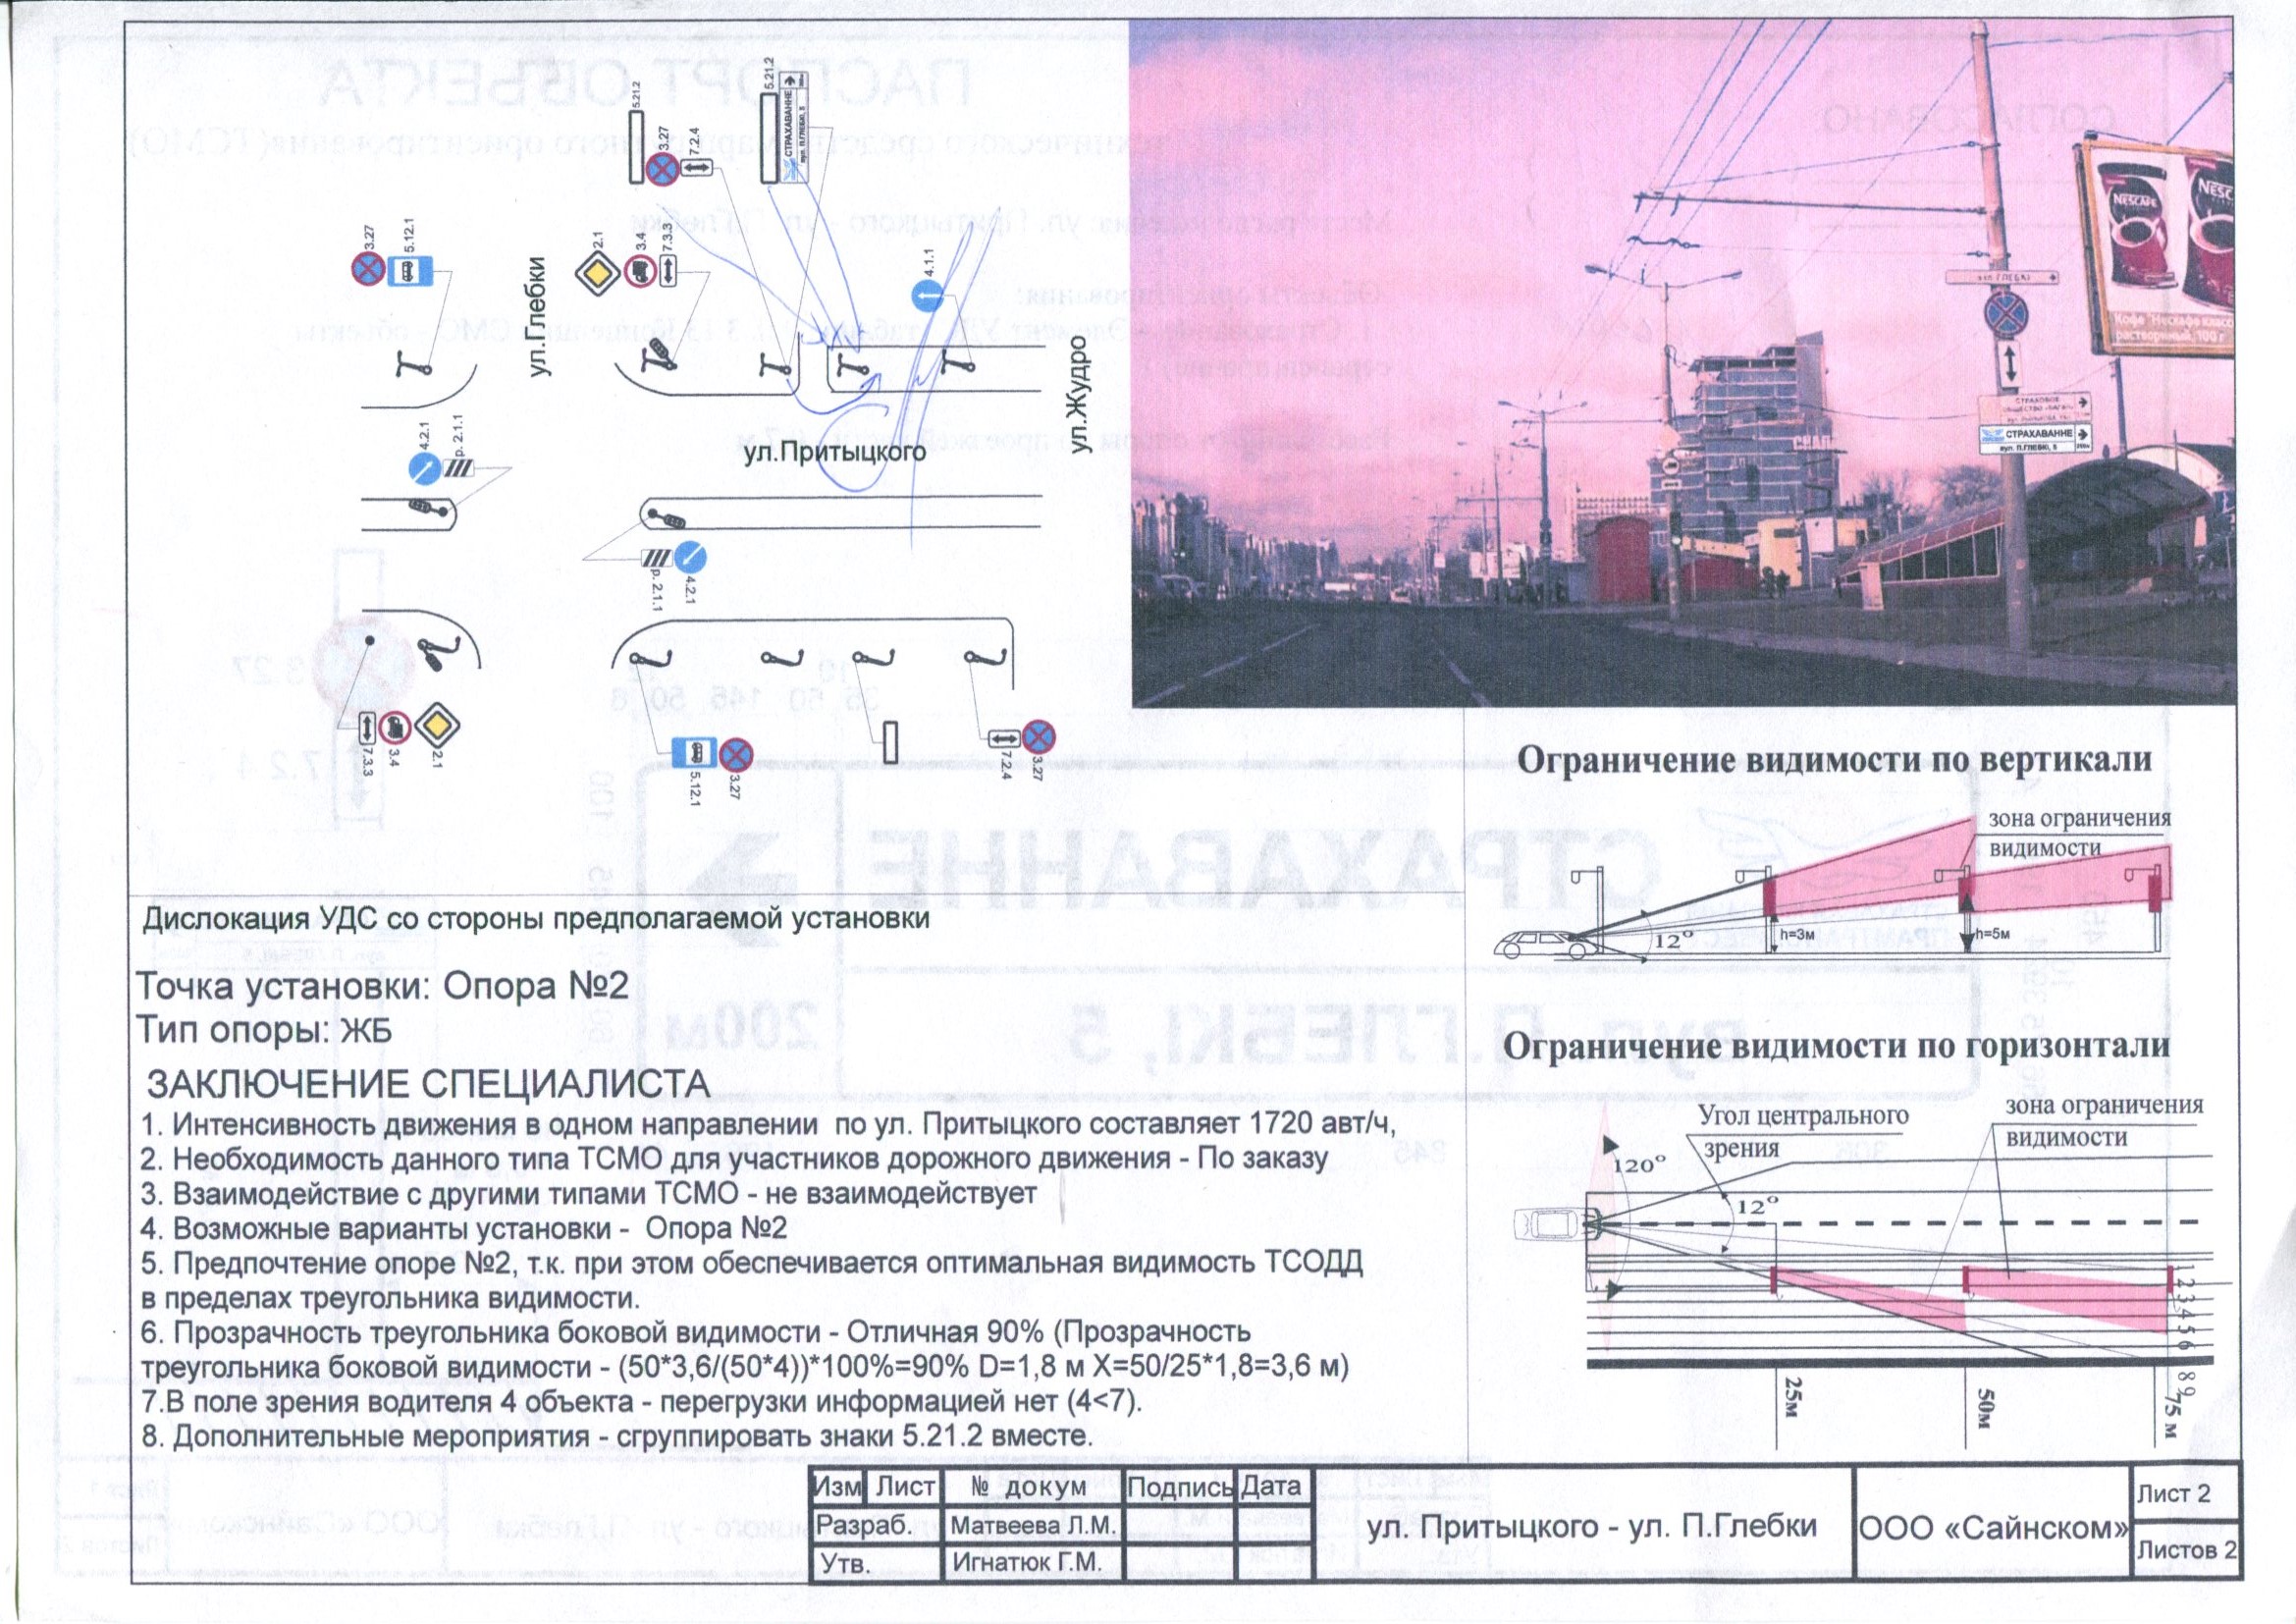 5.21.2
3.27
7.2.4
5.21.2
СТРАХАВАННЕ
вул. П.ГЛЕБКІ, 5
3.27
5.12.1
ул.Глебки
2.1
3.4
7.3.3
4.1.1
ул.Жудро
4.2.1
р. 2.1.1
ул.Притыцкого
р. 2.1.1
4.2.1
7.3.3
3.4
2.1
5.12.1
3.27
7.2.4
3.27
NESCAFE
NESC
Кофе "Нескафе класс
растворимый, 100 г
СТРАХОВОЕ
СТРАХАВАННЕ
вул. П.ГЛЕБКІ, 5
Ограничение видимости по вертикали
зона ограничения
видимости
12°
h=3м
h=5м
Дислокация УДС со стороны предполагаемой установки
Точка установки: Опора №2
Тип опоры: ЖБ
ЗАКЛЮЧЕНИЕ СПЕЦИАЛИСТА
1. Интенсивность движения в одном направлении по ул. Притыцкого составляет 1720 авт/ч,
2. Необходимость данного типа ТСМО для участников дорожного движения - По заказу
3. Взаимодействие с другими типами ТСМО - не взаимодействует
4. Возможные варианты установки - Опора №2
5. Предпочтение опоре №2, т.к. при этом обеспечивается оптимальная видимость ТСОДД
в пределах треугольника видимости.
6. Прозрачность треугольника боковой видимости - Отличная 90% (Прозрачность
треугольника боковой видимости - (50*3,6/(50*4))*100%=90% D=1,8 м X=50/25*1,8=3,6 м)
7.В поле зрения водителя 4 объекта - перегрузки информацией нет (4<7).
8. Дополнительные мероприятия - сгруппировать знаки 5.21.2 вместе.
Ограничение видимости по горизонтали
Угол центрального
зрения
зона ограничения
видимости
120°
12°
1 2 3 4 5 6
8 9
25м
50м
75 м
Изм Лист № докум Подпись Дата
Разраб. Матвеева Л.М.
Утв. Игнатюк Г.М.
ул. Притыцкого - ул. П.Глебки
ООО «Сайнском»
Лист 2
Листов 2